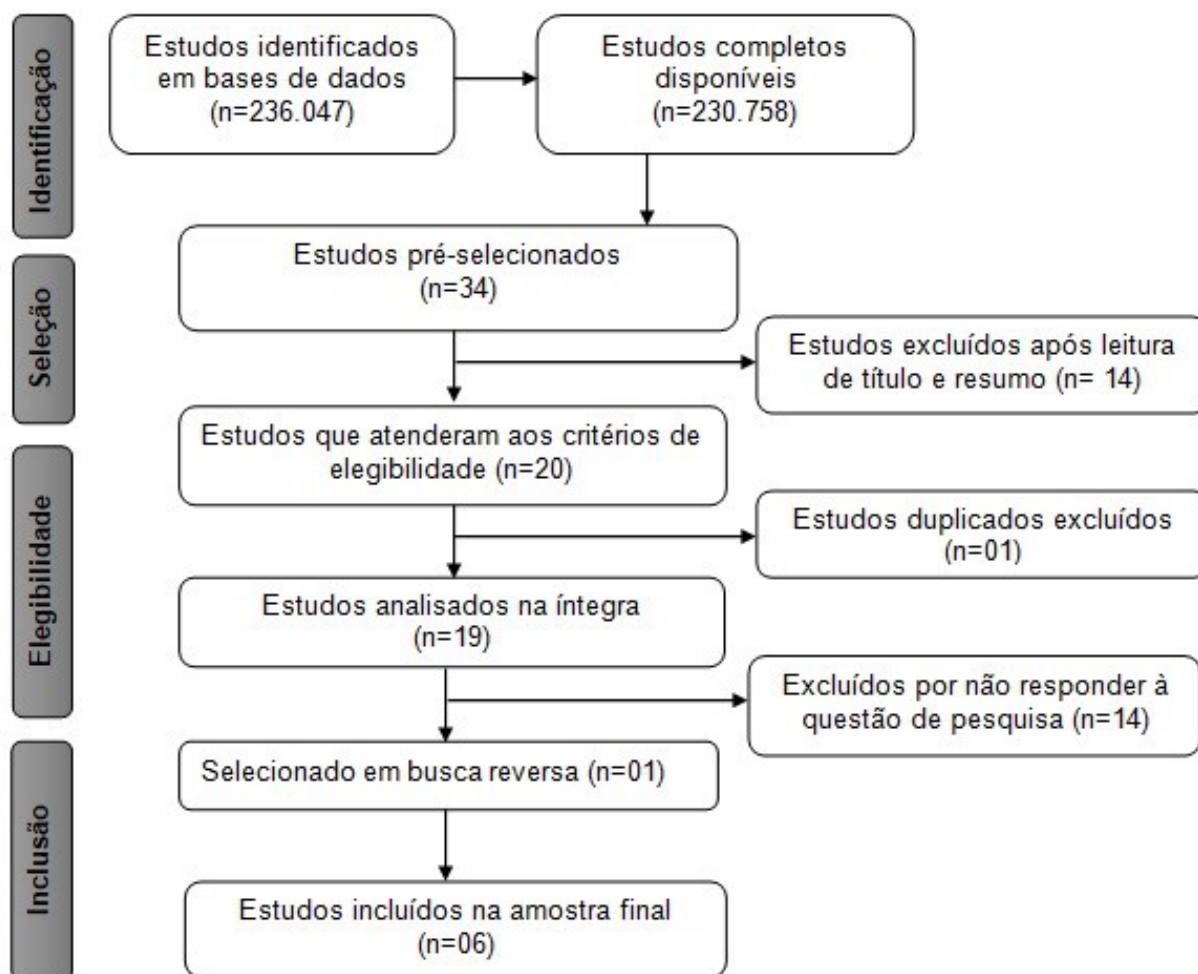 Identificação
Estudos identificados
em bases de dados
(n=236.047)
Estudos completos
disponíveis
(n=230.758)
Seleção
Estudos pré-selecionados
(n=34)
Estudos excluídos após leitura
de título e resumo (n= 14)
Elegibilidade
Estudos que atenderam aos critérios de
elegibilidade (n=20)
Estudos duplicados excluídos
(n=01)
Estudos analisados na íntegra
(n=19)
Excluídos por não responder à
questão de pesquisa (n=14)
Inclusão
Selecionado em busca reversa (n=01)
Estudos incluídos na amostra final
(n=06)